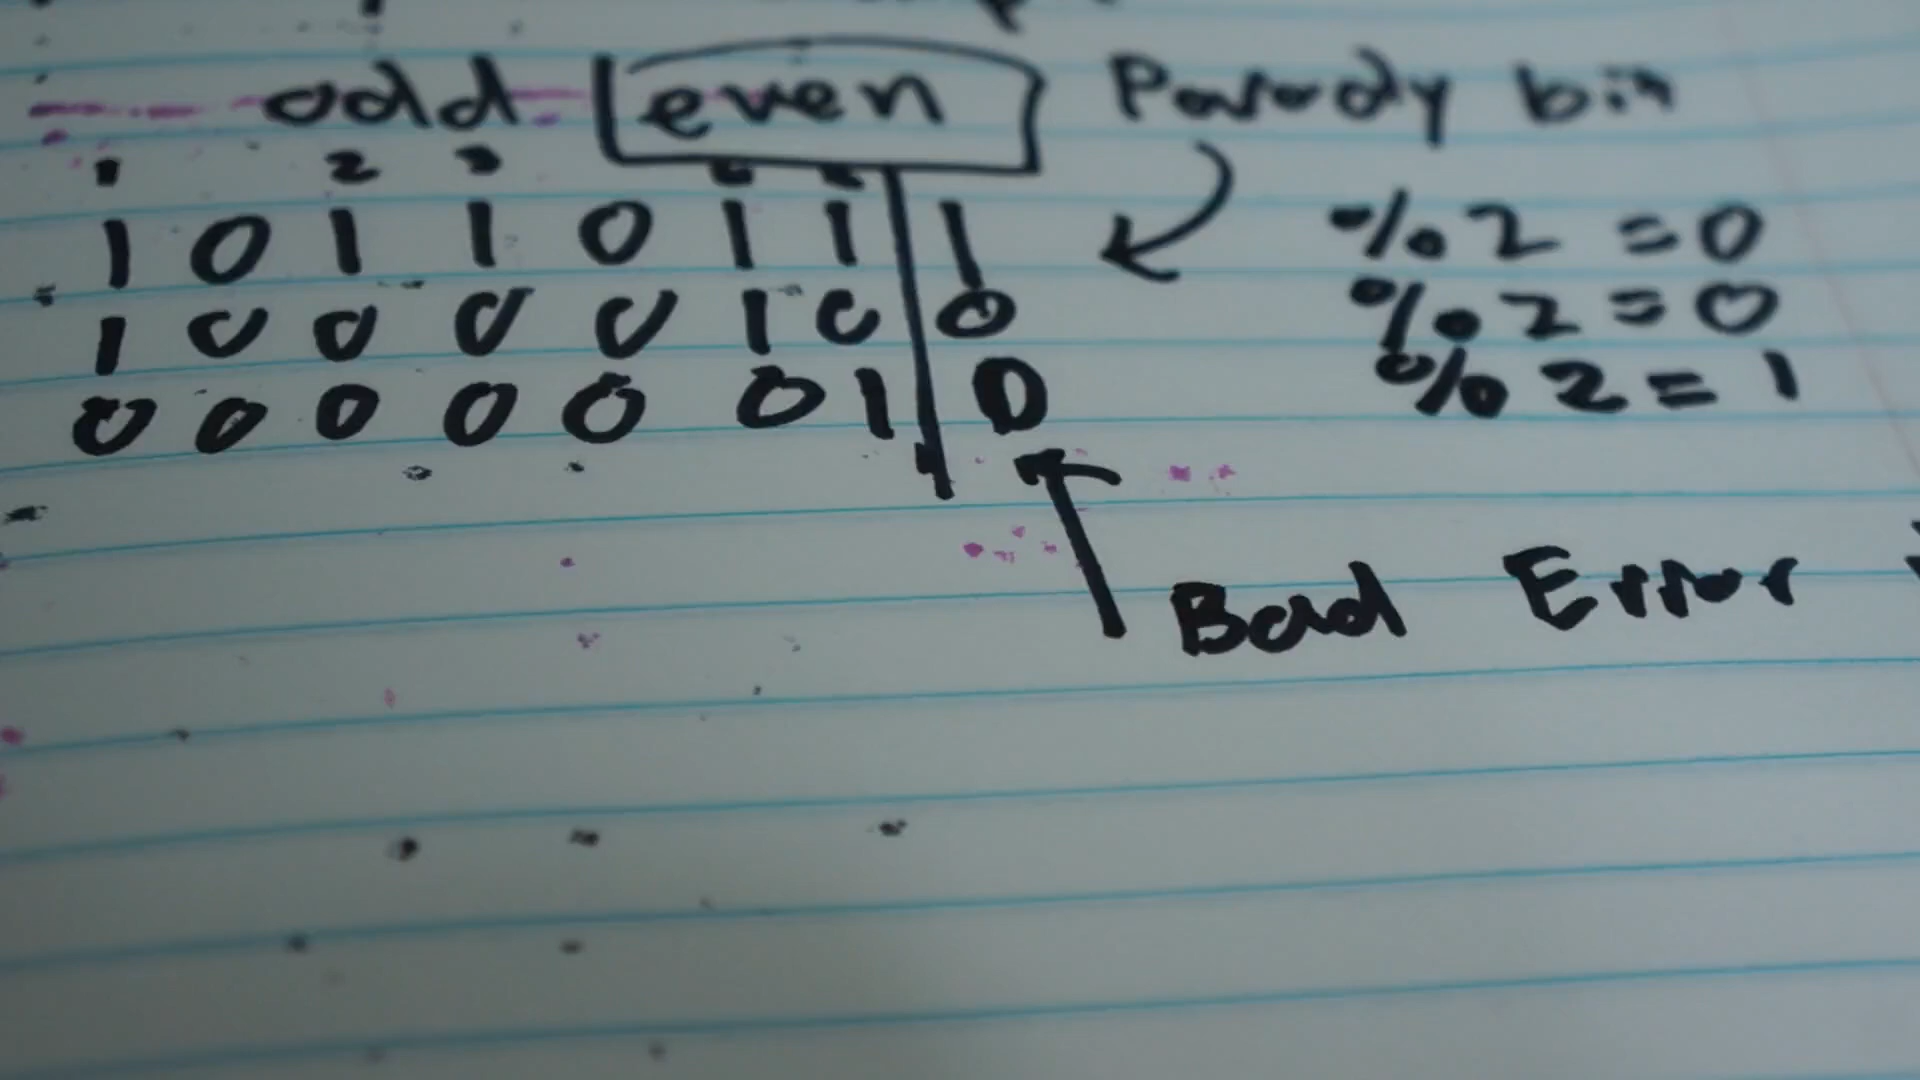 odd even Parody bit
1 2 3
1 0 1 1 0 1 1 1 % 2 = 0
1 0 0 0 0 1 0 0 % 2 = 0
0 0 0 0 0 0 1 0 % 2 = 1
Bad Error